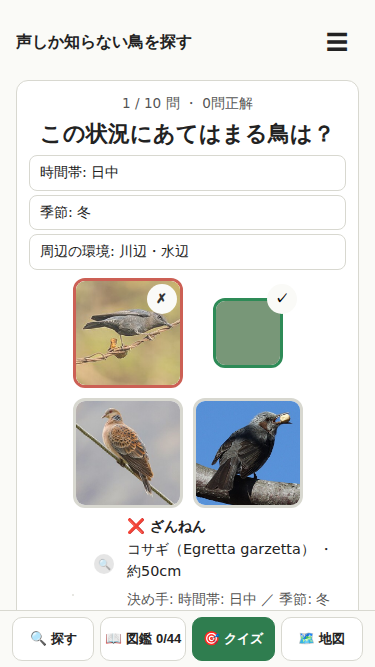 声しか知らない鳥を探す
1 / 10 問 ・ 0問正解
この状況にあてはまる鳥は？
時間帯: 日中
季節: 冬
周辺の環境: 川辺・水辺
✗
✓
❌ ざんねん
コサギ（Egretta garzetta） ・
約50cm
決め手: 時間帯: 日中 ／ 季節: 冬
🔍 探す
📖 図鑑 0/44
🎯 クイズ
🗺️ 地図